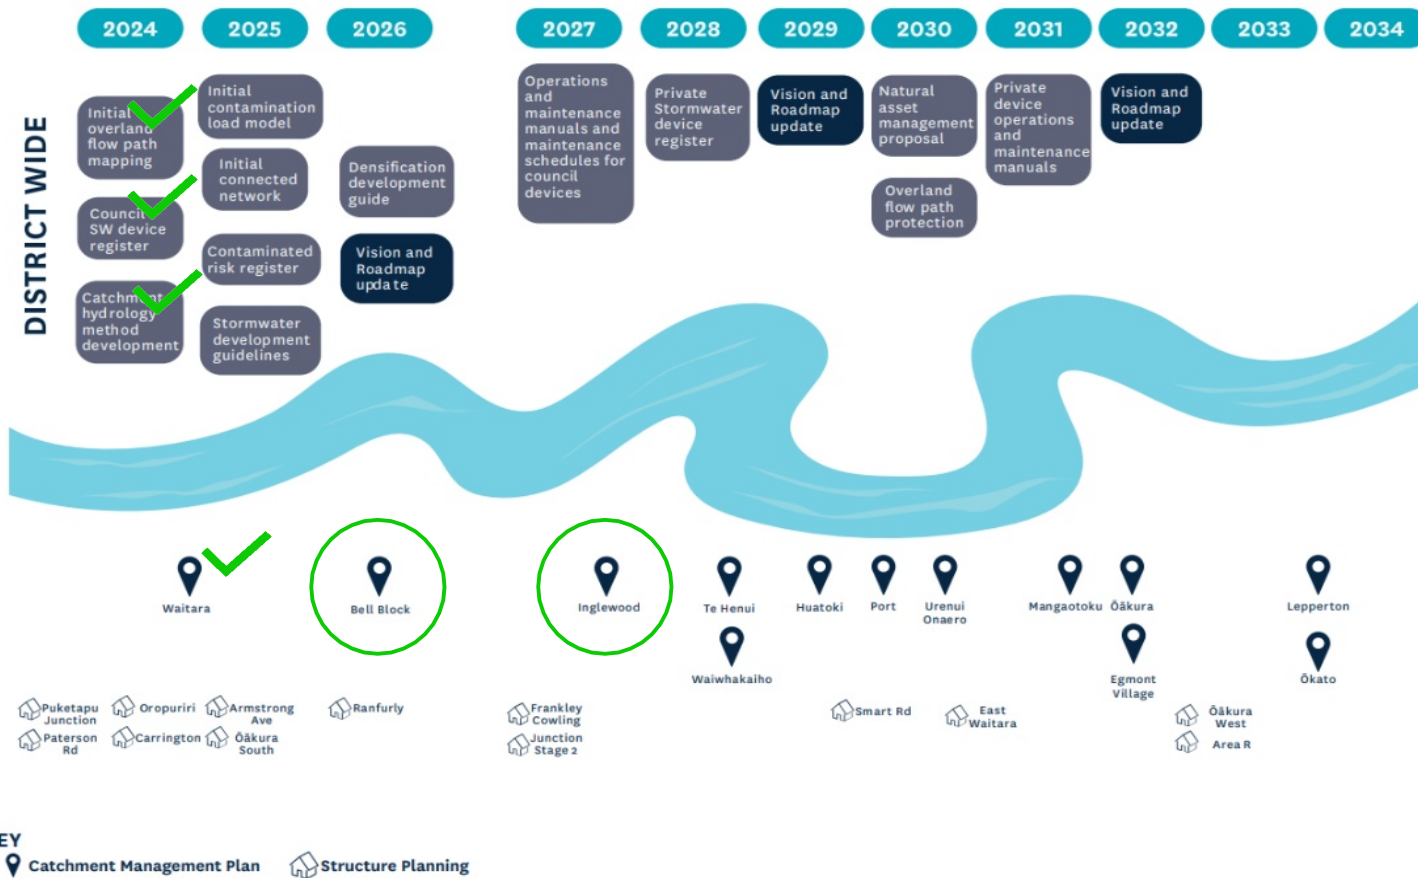 2024
2025
2026
2027
2028
2029
2030
2031
2032
2033
2034
DISTRICT WIDE
Initial
overland
flow path
mapping
Council
SW device
register
Catchment
hydrology
method
development
Initial
contamination
load model
Initial
connected
network
Contaminated
risk register
Stormwater
development
guidelines
Densification
development
guide
Vision and
Roadmap
update
Operations
and
maintenance
manuals and
maintenance
schedules for
council
devices
Private
Stormwater
device
register
Vision and
Roadmap
update
Natural
asset
management
proposal
Overland
flow path
protection
Private
device
operations
and
maintenance
manuals
Vision and
Roadmap
update
Waitara
Bell Block
Inglewood
Te Henui
Waiwhakaiho
Huatoki
Port
Urenui
Onaero
Mangaotoku
Ōākura
Egmont
Village
Lepperton
Ōkato
Puketapu
Junction
Oropuriri
Armstrong
Ave
Paterson
Rd
Carrington
Ōākura
South
Ranfurly
Frankley
Cowling
Junction
Stage 2
Smart Rd
East
Waitara
Ōākura
West
Area R
EY
Catchment Management Plan
Structure Planning